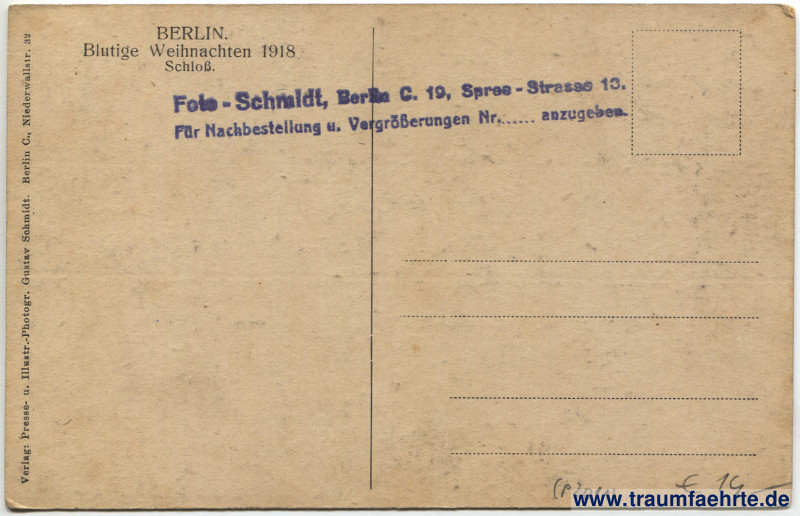 BERLIN.
Blutige Weihnachten 1918
Schloß.
Foto - Schmidt, Berlin C. 19, Spree - Strasse 13.
Für Nachbestellung u. Vergrößerungen Nr....... anzugeben.
Verlag: Presse- u. Illustr.-Photogr. Gustav Schmidt. Berlin C., Niederwallstr. 32
www.traumfaehrte.de